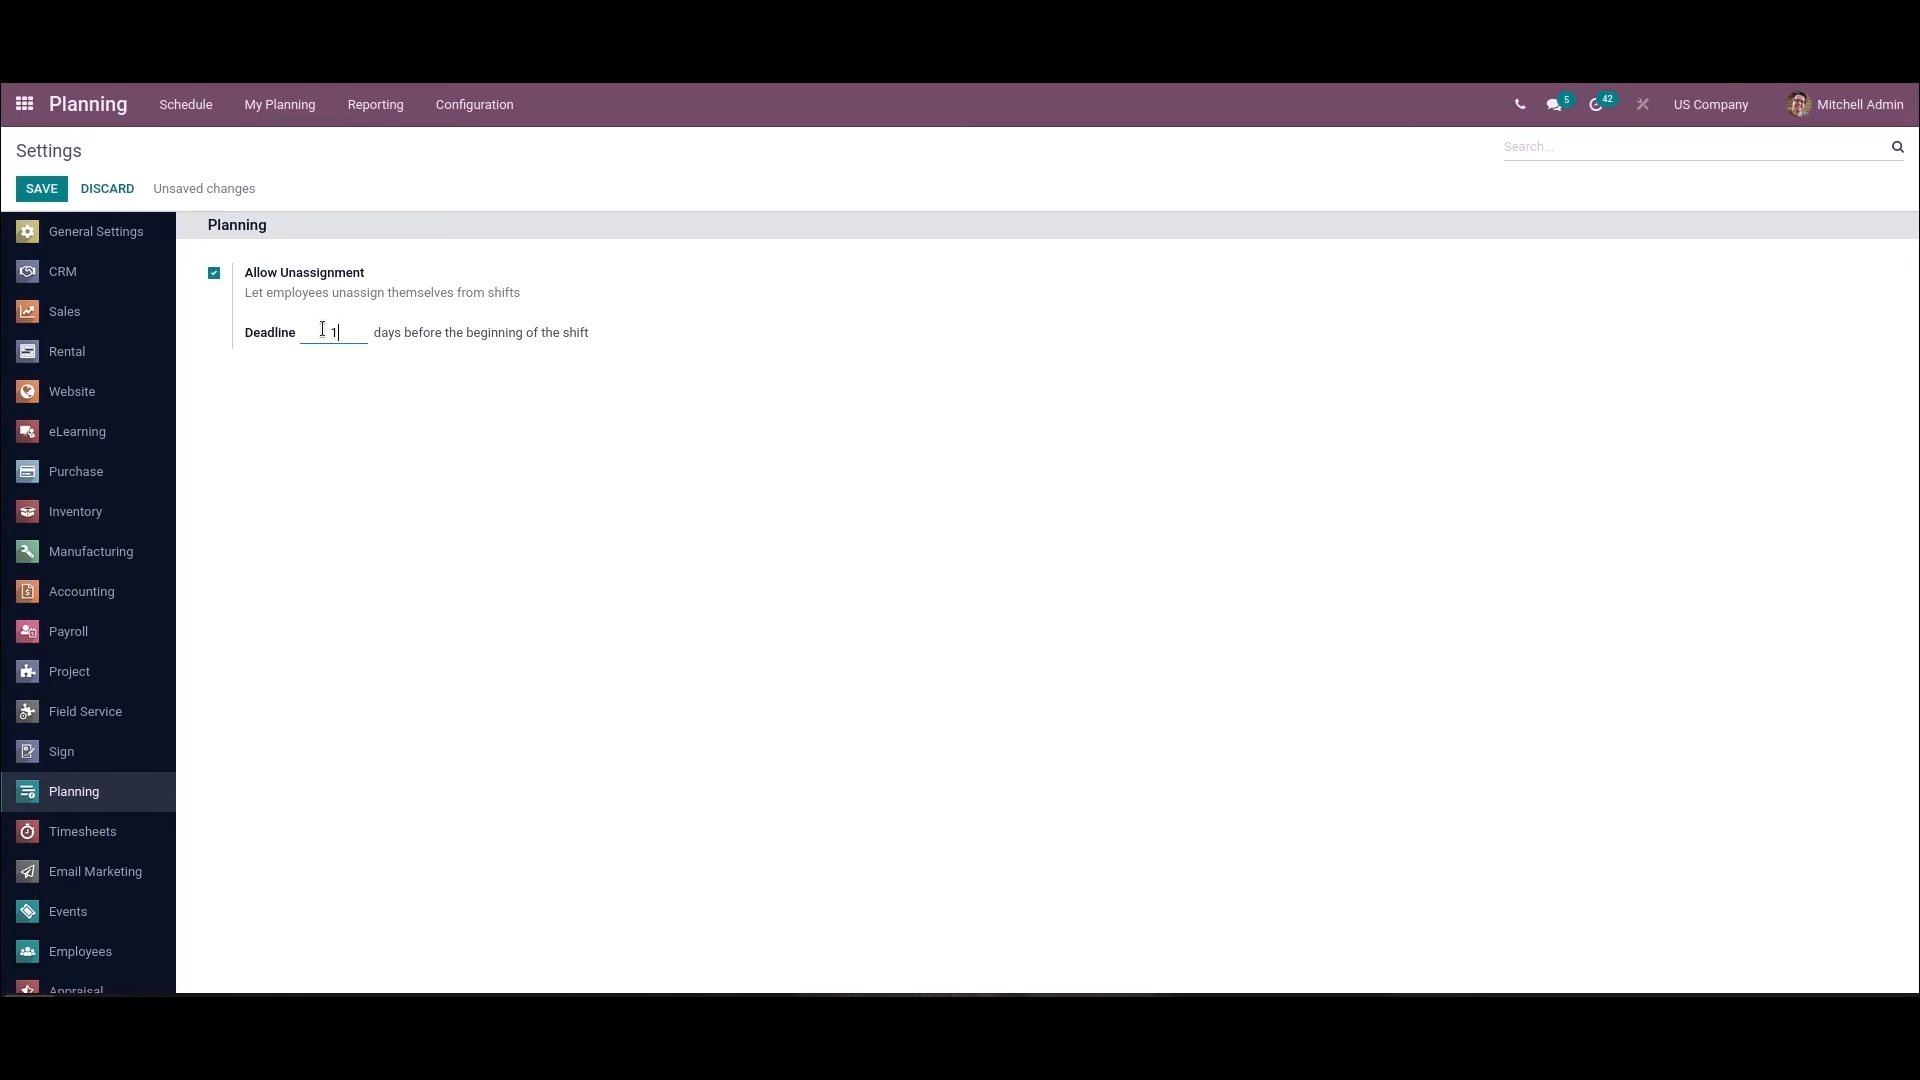 Planning Schedule My Planning Reporting Configuration 5 42 US Company Mitchell Admin
Settings Search...
SAVE DISCARD Unsaved changes
General Settings
CRM
Sales
Rental
Website
eLearning
Purchase
Inventory
Manufacturing
Accounting
Payroll
Project
Field Service
Sign
Planning
Timesheets
Email Marketing
Events
Employees
Appraisal
Planning
Allow Unassignment
Let employees unassign themselves from shifts
Deadline 1 days before the beginning of the shift